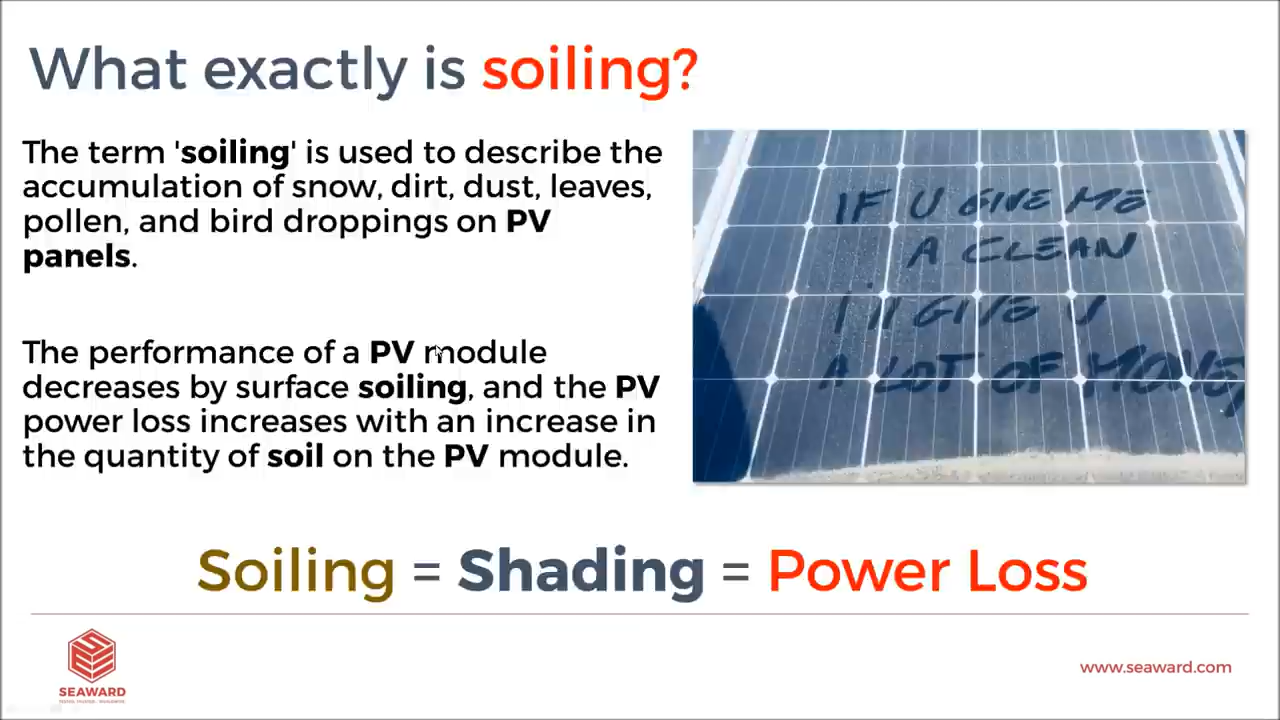 What exactly is soiling?
The term 'soiling' is used to describe the
accumulation of snow, dirt, dust, leaves,
pollen, and bird droppings on PV
panels.
The performance of a PV module
decreases by surface soiling, and the PV
power loss increases with an increase in
the quantity of soil on the PV module.
IF U GIVE ME
A CLEAN
I'll GIVE U
A LOT OF MONEY
Soiling = Shading = Power Loss
SEAWARD
TESTED. TRUSTED. WORLDWIDE.
www.seaward.com